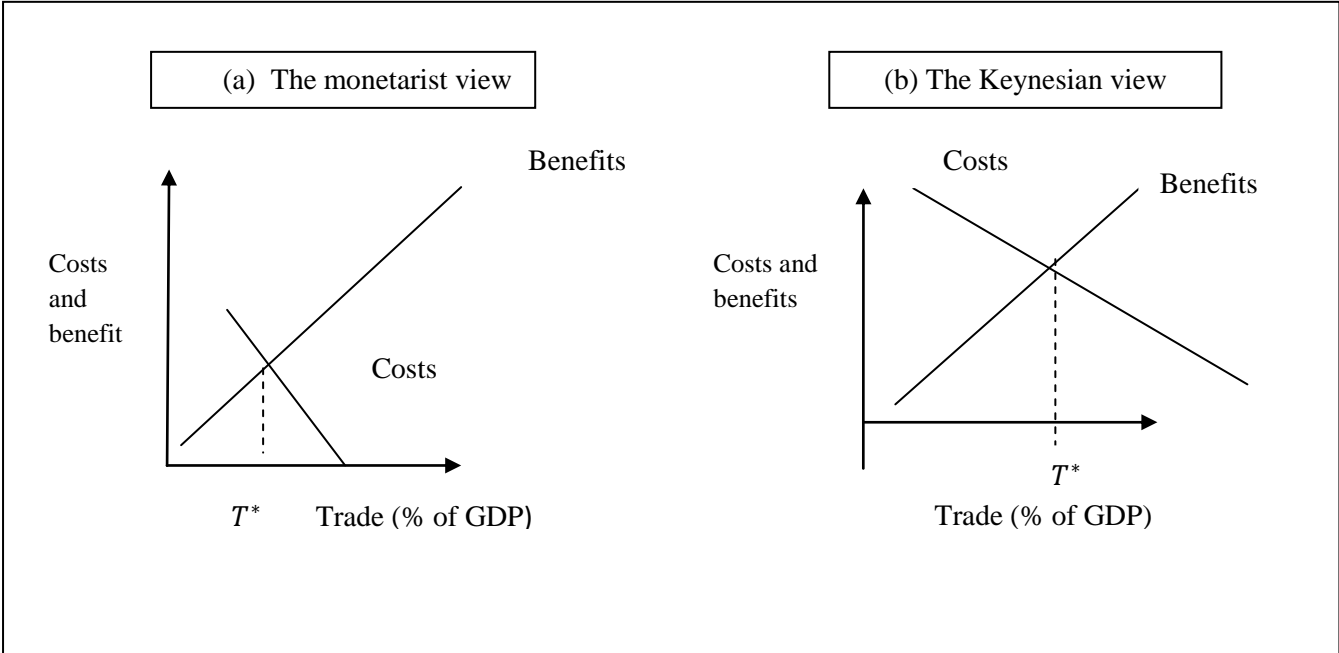 (a) The monetarist view
Benefits
Costs
and
benefit
Costs
T*
Trade (% of GDP)
(b) The Keynesian view
Costs
Benefits
Costs and
benefits
T*
Trade (% of GDP)